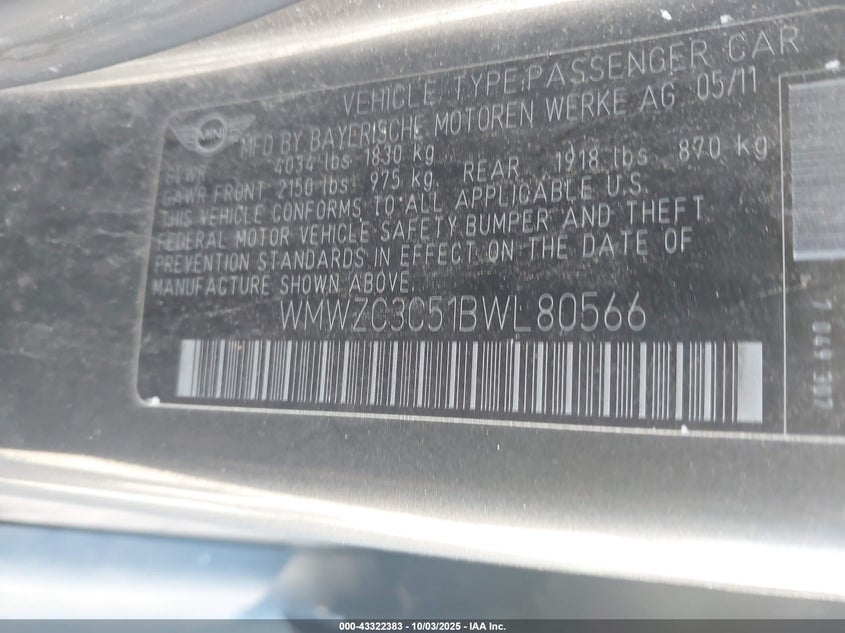 VEHICLE TYPE:PASSENGER CAR
MINI
MFD BY BAYERISCHE MOTOREN WERKE AG 05/11
GVWR 4034 lbs 1830 kg
GAWR FRONT 2150 lbs 975 kg REAR 1918 lbs 870 kg
THIS VEHICLE CONFORMS TO ALL APPLICABLE U.S.
FEDERAL MOTOR VEHICLE SAFETY,BUMPER AND THEFT
PREVENTION STANDARDS IN EFFECT ON THE DATE OF
MANUFACTURE SHOWN ABOVE.
WMWZC3C51BWL80566
000-43322383 - 10/03/2025 - IAA Inc.